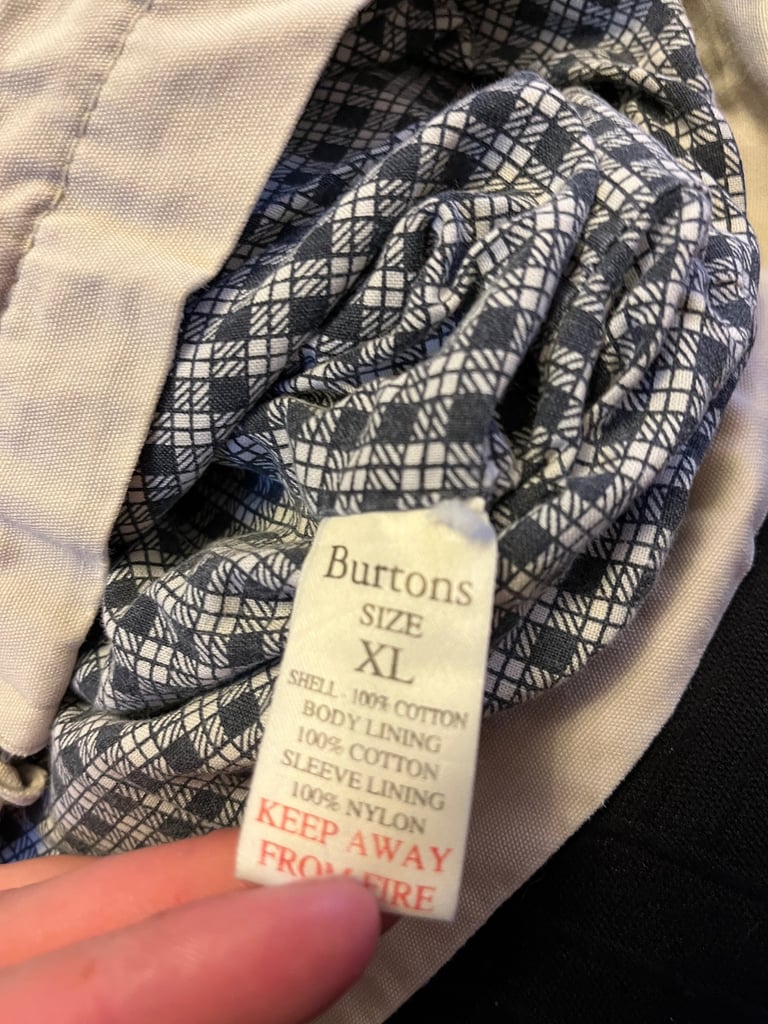 Burtons
SIZE
XL
SHELL - 100% COTTON
BODY LINING
100% COTTON
SLEEVE LINING
100% NYLON
KEEP AWAY
FROM FIRE